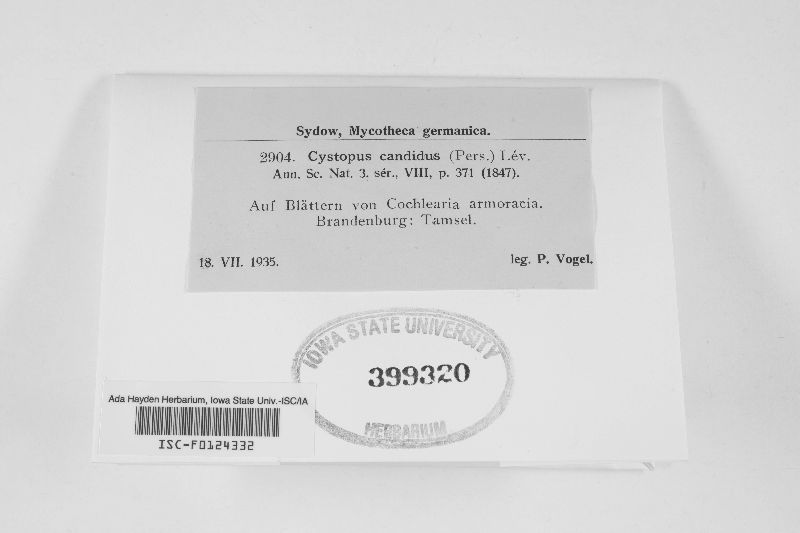 Sydow, Mycotheca germanica.
2904. Cystopus candidus (Pers.) Lév.
Ann. Sc. Nat. 3. sér., VIII, p. 371 (1847).
Auf Blättern von Cochlearia armoracia.
Brandenburg: Tamsel.
18. VII. 1935. leg. P. Vogel.
IOWA STATE UNIVERSITY
399320
HERBARIUM
Ada Hayden Herbarium, Iowa State Univ.-ISC/IA
ISC-F0124332